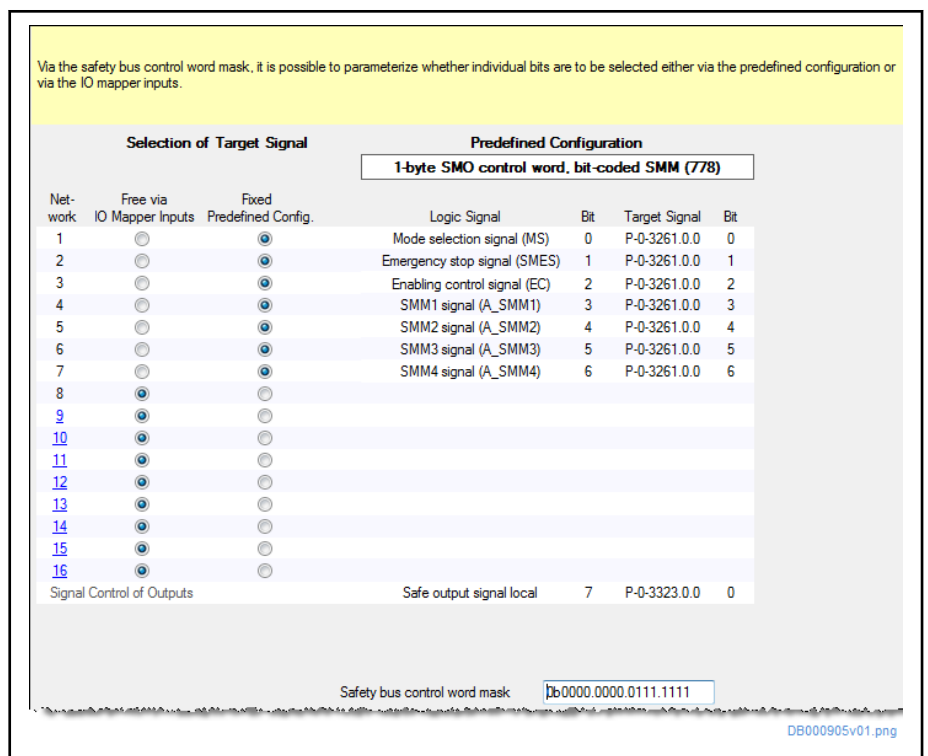 Via the safety bus control word mask, it is possible to parameterize whether individual bits are to be selected either via the predefined configuration or
via the IO mapper inputs.
Selection of Target Signal Predefined Configuration
1-byte SMO control word, bit-coded SMM (778)
Net- Free via Fixed
work IO Mapper Inputs Predefined Config. Logic Signal Bit Target Signal Bit
1 Mode selection signal (MS) 0 P-0-3261.0.0 0
2 Emergency stop signal (SMES) 1 P-0-3261.0.0 1
3 Enabling control signal (EC) 2 P-0-3261.0.0 2
4 SMM1 signal (A_SMM1) 3 P-0-3261.0.0 3
5 SMM2 signal (A_SMM2) 4 P-0-3261.0.0 4
6 SMM3 signal (A_SMM3) 5 P-0-3261.0.0 5
7 SMM4 signal (A_SMM4) 6 P-0-3261.0.0 6
8
9
10
11
12
13
14
15
16
Signal Control of Outputs Safe output signal local 7 P-0-3323.0.0 0
Safety bus control word mask 0b0000.0000.0111.1111
DB000905v01.png